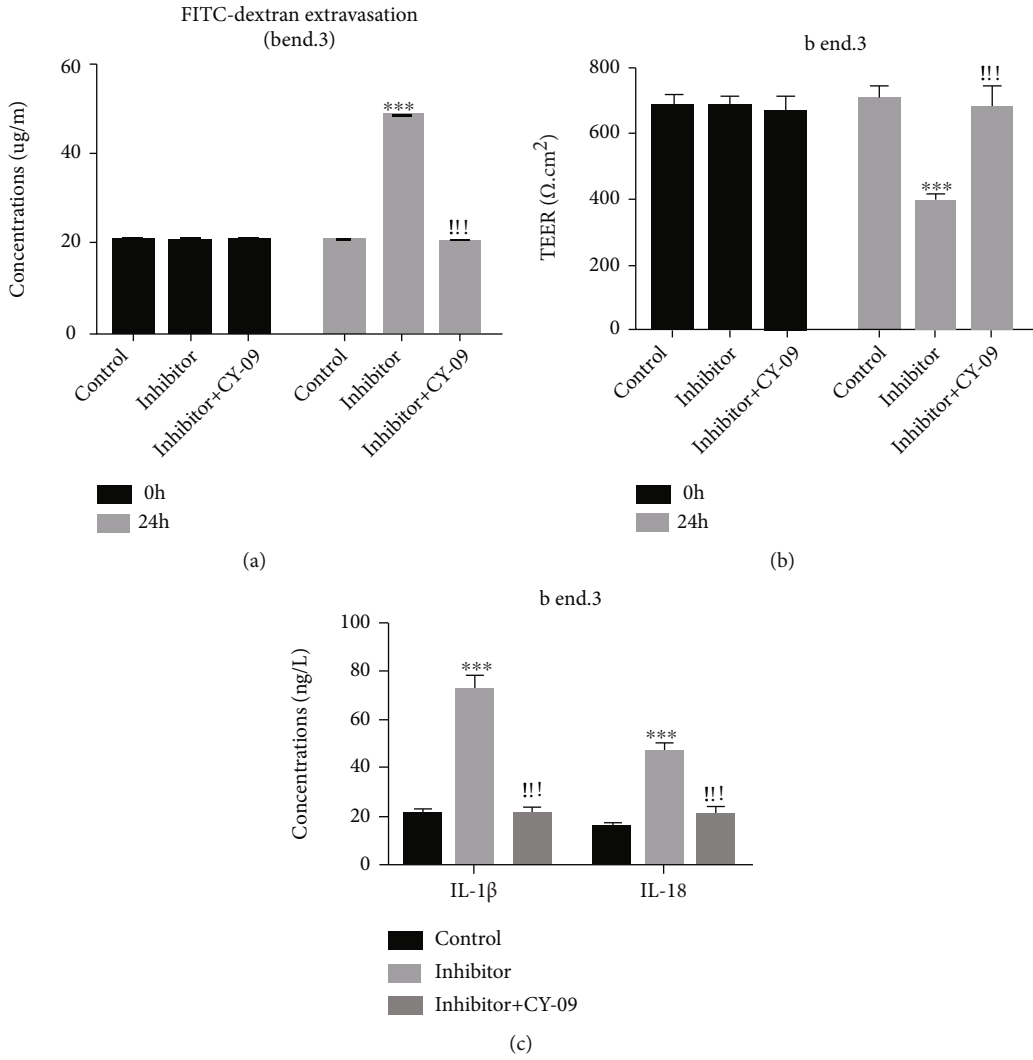 FITC-dextran extravasation
(bend.3)
Concentrations (ug/m)
60
40
20
0
***
!!!
Control
Inhibitor
Inhibitor+CY-09
Control
Inhibitor
Inhibitor+CY-09
0h
24h
(a)
b end.3
TEER (Ω.cm²)
800
600
400
200
0
***
!!!
Control
Inhibitor
Inhibitor+CY-09
Control
Inhibitor
Inhibitor+CY-09
0h
24h
(b)
b end.3
Concentrations (ng/L)
100
80
60
40
20
0
***
!!!
***
!!!
IL-1β
IL-18
Control
Inhibitor
Inhibitor+CY-09
(c)